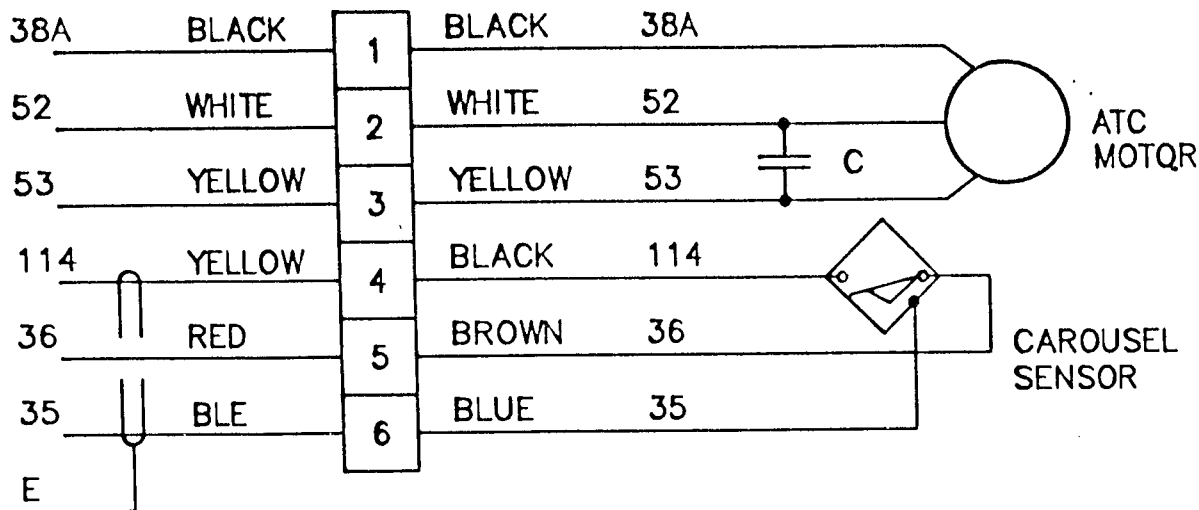 38A BLACK 1 BLACK 38A
52 WHITE 2 WHITE 52
ATC
MOTQR
53 YELLOW 3 YELLOW 53 C
114 YELLOW 4 BLACK 114
36 RED 5 BROWN 36
CAROUSEL
SENSOR
35 BLE 6 BLUE 35
E